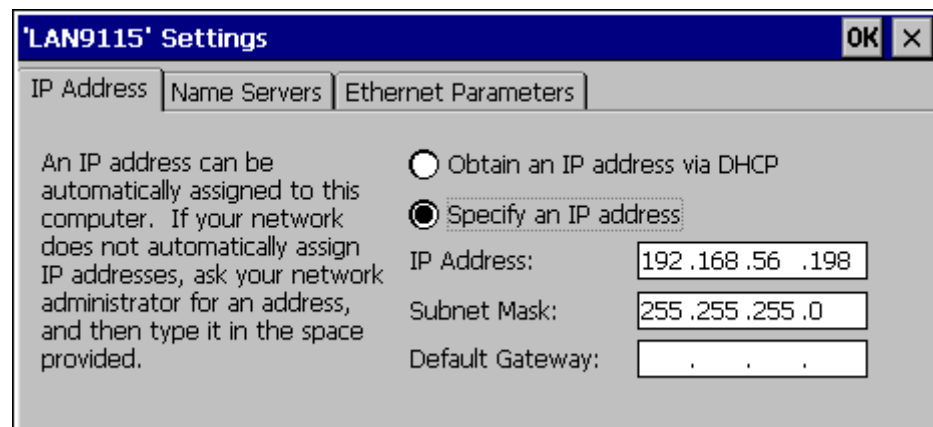 'LAN9115' Settings
OK ×
IP Address Name Servers Ethernet Parameters
An IP address can be
automatically assigned to this
computer. If your network
does not automatically assign
IP addresses, ask your network
administrator for an address,
and then type it in the space
provided.
Obtain an IP address via DHCP
Specify an IP address
IP Address: 192.168.56 .198
Subnet Mask: 255.255.255.0
Default Gateway: . . .